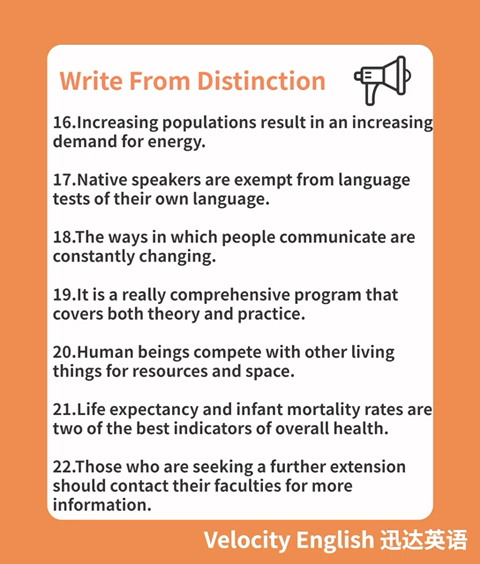 Write From Distinction
16.Increasing populations result in an increasing
demand for energy.
17.Native speakers are exempt from language
tests of their own language.
18.The ways in which people communicate are
constantly changing.
19.It is a really comprehensive program that
covers both theory and practice.
20.Human beings compete with other living
things for resources and space.
21.Life expectancy and infant mortality rates are
two of the best indicators of overall health.
22.Those who are seeking a further extension
should contact their faculties for more
information.
Velocity English 迅达英语